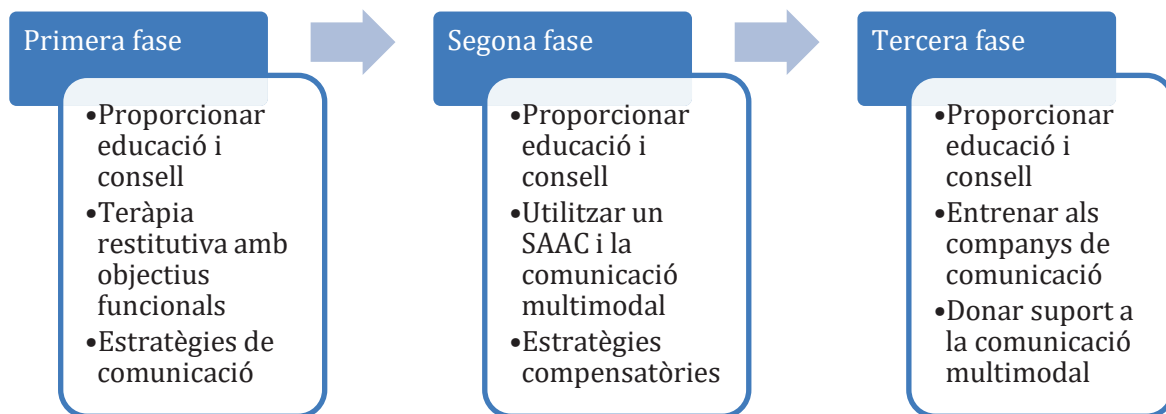 Primera fase
•Proporcionar
educació i
consell
•Teràpia
restitutiva amb
objectius
funcionals
•Estratègies de
comunicació
Segona fase
•Proporcionar
educació i
consell
•Utilitzar un
SAAC i la
comunicació
multimodal
•Estratègies
compensatòries
Tercera fase
•Proporcionar
educació i
consell
•Entrenar als
companys de
comunicació
•Donar suport a
la comunicació
multimodal